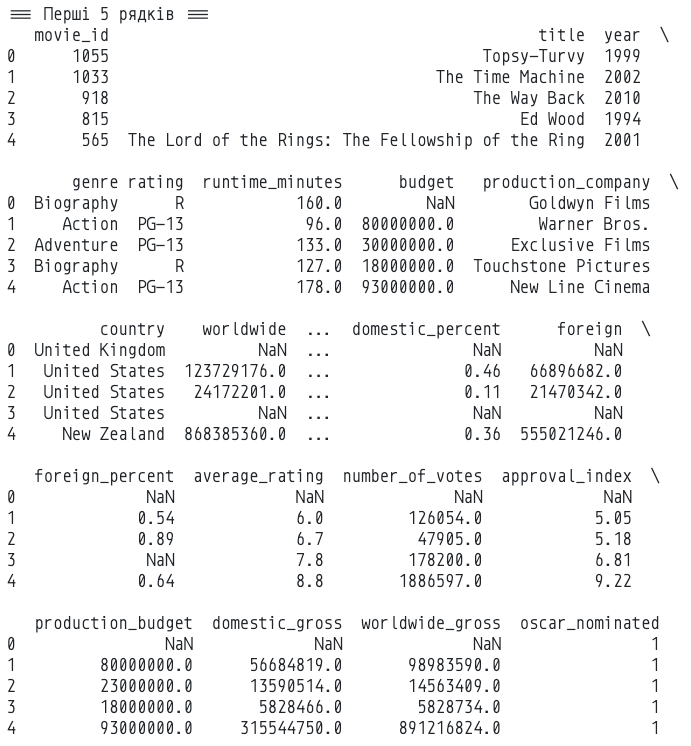 === Перші 5 рядків ===
   movie_id                                              title  year  \
0      1055                                        Topsy-Turvy  1999
1      1033                                   The Time Machine  2002
2       918                                       The Way Back  2010
3       815                                            Ed Wood  1994
4       565  The Lord of the Rings: The Fellowship of the Ring  2001

       genre rating  runtime_minutes      budget   production_company  \
0  Biography      R            160.0         NaN        Goldwyn Films
1     Action  PG-13             96.0  80000000.0         Warner Bros.
2  Adventure  PG-13            133.0  30000000.0      Exclusive Films
3  Biography      R            127.0  18000000.0  Touchstone Pictures
4     Action  PG-13            178.0  93000000.0      New Line Cinema

          country    worldwide  ...  domestic_percent      foreign  \
0  United Kingdom          NaN  ...               NaN          NaN
1   United States  123729176.0  ...              0.46   66896682.0
2   United States   24172201.0  ...              0.11   21470342.0
3   United States          NaN  ...               NaN          NaN
4     New Zealand  868385360.0  ...              0.36  555021246.0

   foreign_percent  average_rating  number_of_votes  approval_index  \
0              NaN             NaN              NaN             NaN
1             0.54             6.0         126054.0            5.05
2             0.89             6.7          47905.0            5.18
3              NaN             7.8         178200.0            6.81
4             0.64             8.8        1886597.0            9.22

   production_budget  domestic_gross  worldwide_gross  oscar_nominated
0                NaN             NaN              NaN                1
1         80000000.0      56684819.0       98983590.0                1
2         23000000.0      13590514.0       14563409.0                1
3         18000000.0       5828466.0        5828734.0                1
4         93000000.0     315544750.0      891216824.0                1